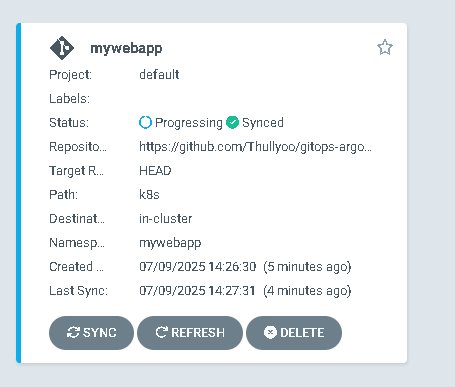 mywebapp
Project: default
Labels:
Status: Progressing Synced
Reposito... https://github.com/Thullyoo/gitops-argo...
Target R... HEAD
Path: k8s
Destinat... in-cluster
Namesp... mywebapp
Created ... 07/09/2025 14:26:30 (5 minutes ago)
Last Sync: 07/09/2025 14:27:31 (4 minutes ago)
SYNC REFRESH DELETE